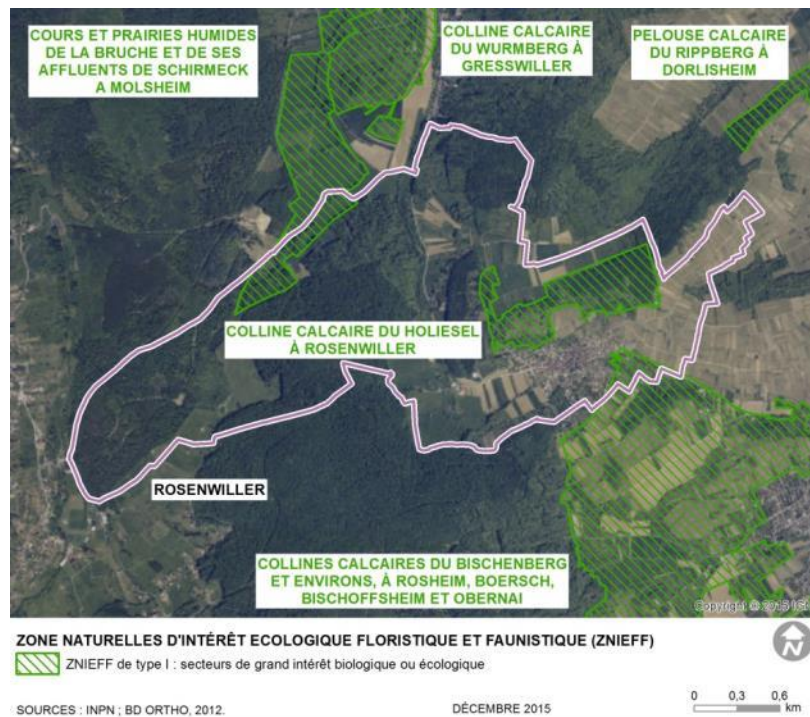 COURS ET PRAIRIES HUMIDES
DE LA BRUCHE ET DE SES
AFFLUENTS DE SCHIRMECK
A MOLSHEIM
COLLINE CALCAIRE
DU WURMBERG À
GRESSWILLER
PELOUSE CALCAIRE
DU RIPPBERG À
DORLISHEIM
COLLINE CALCAIRE DU HOLIESEL
À ROSENWILLER
ROSENWILLER
COLLINES CALCAIRES DU BISCHENBERG
ET ENVIRONS, À ROSHEIM, BOERSCH,
BISCHOFFSHEIM ET OBERNAI
Copyright © 2015 IGN
ZONE NATURELLES D'INTÉRÊT ECOLOGIQUE FLORISTIQUE ET FAUNISTIQUE (ZNIEFF)
N
ZNIEFF de type I : secteurs de grand intérêt biologique ou écologique
SOURCES : INPN ; BD ORTHO, 2012.
DÉCEMBRE 2015
0 0,3 0,6
km